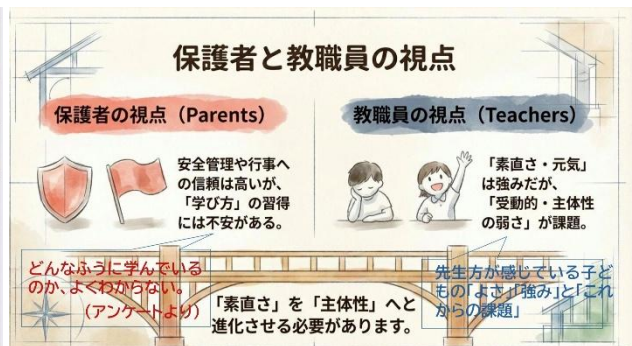 保護者と教職員の視点
保護者の視点（Parents）
安全管理や行事へ
の信頼は高いが、
「学び方」の習得
には不安がある。
どんなふうに学んでいる
のか、よくわからない。
（アンケートより）
教職員の視点（Teachers）
「素直さ・元気」
は強みだが、
「受動的・主体性
の弱さ」が課題。
先生方が感じている子ど
もの「よさ」「強み」と「これ
からの課題」
「素直さ」を「主体性」へと
進化させる必要があります。